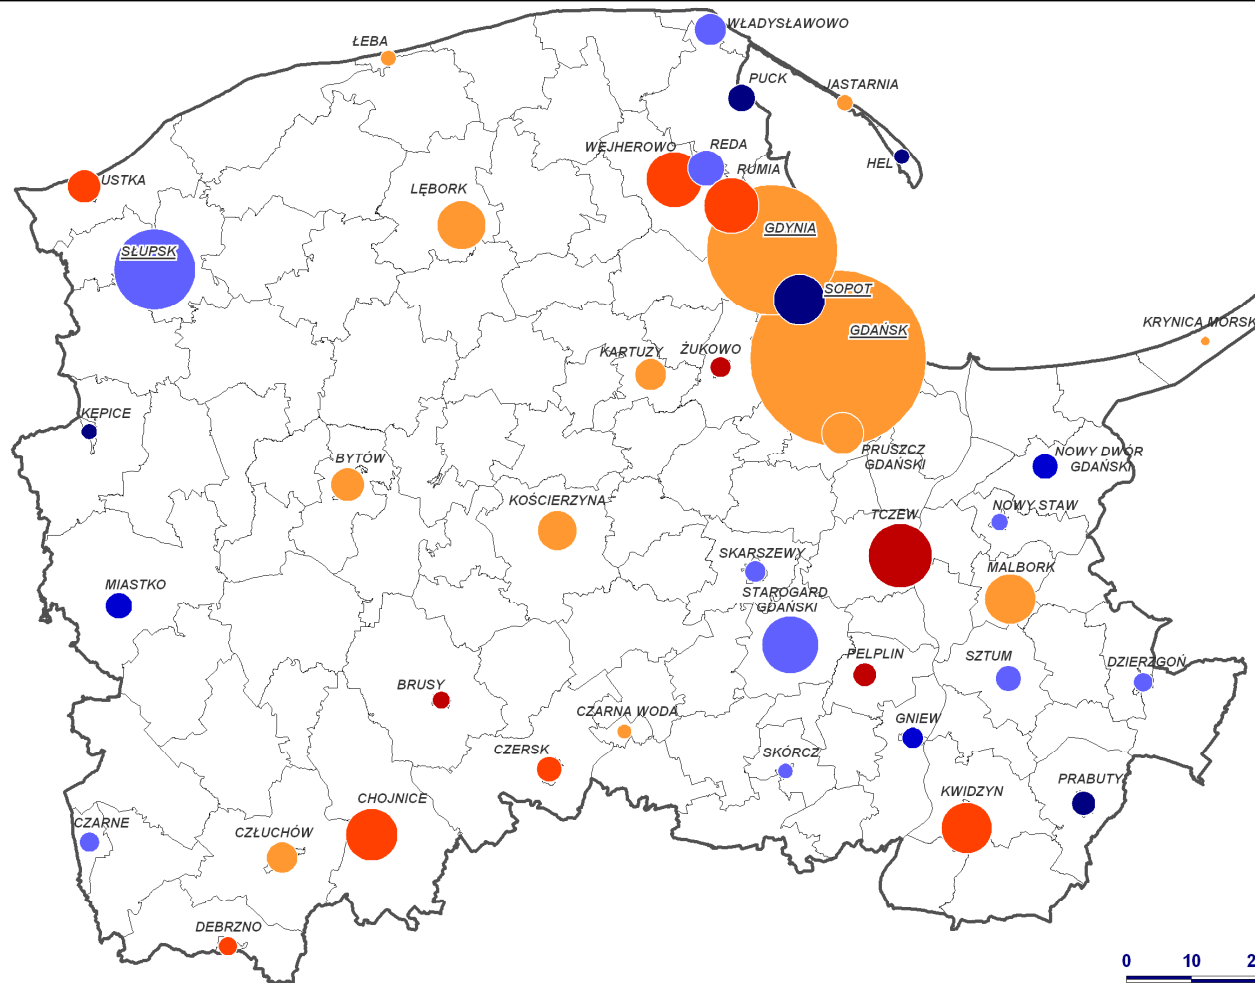 WŁADYSŁAWOWO
ŁEBA
PUCK
JASTARNIA
WEJHEROWO
REDA
HEL
RUMIA
USTKA
LĘBORK
GDYNIA
SŁUPSK
SOPOT
GDAŃSK
KRYNICA MORSK
KARTUZY
ŻUKOWO
KĘPICE
PRUSZCZ
GDAŃSKI
NOWY DWÓR
GDAŃSKI
BYTÓW
KOŚCIERZYNA
NOWY STAW
TCZEW
SKARSZEWY
MALBORK
MIASTKO
STAROGARD
GDAŃSKI
PELPLIN
SZTUM
DZIERZGOŃ
BRUSY
CZARNA WODA
GNIEW
CZERSK
SKÓRCZ
PRABUTY
CHOJNICE
KWIDZYN
CZARNE
CZŁUCHÓW
DEBRZNO
0 10 2